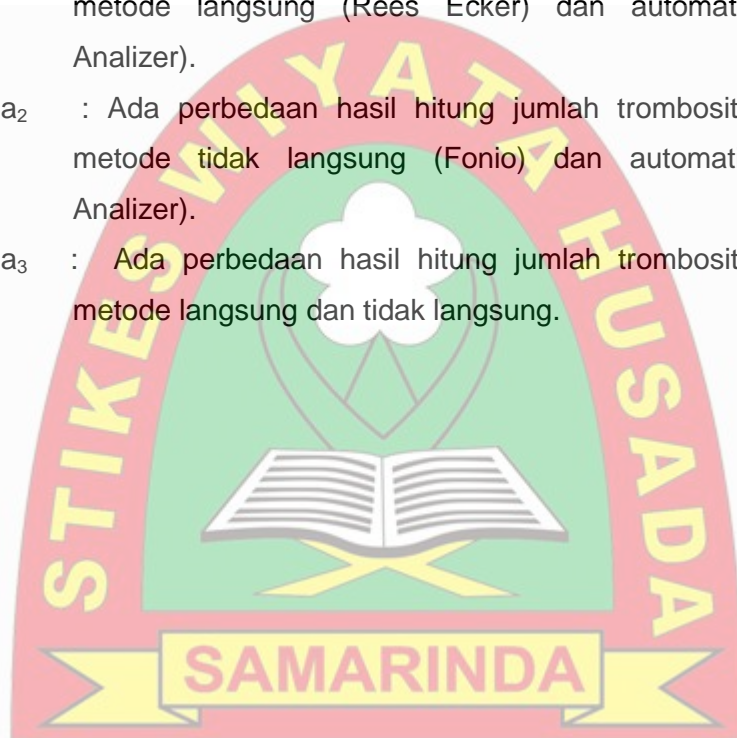 metode langsung (Rees Ecker) dan automat
Analizer).
a₂ : Ada perbedaan hasil hitung jumlah trombosit
metode tidak langsung (Fonio) dan automat
Analizer).
a₃ : Ada perbedaan hasil hitung jumlah trombosit
metode langsung dan tidak langsung.
STIKES WIYATA HUSADA
SAMARINDA